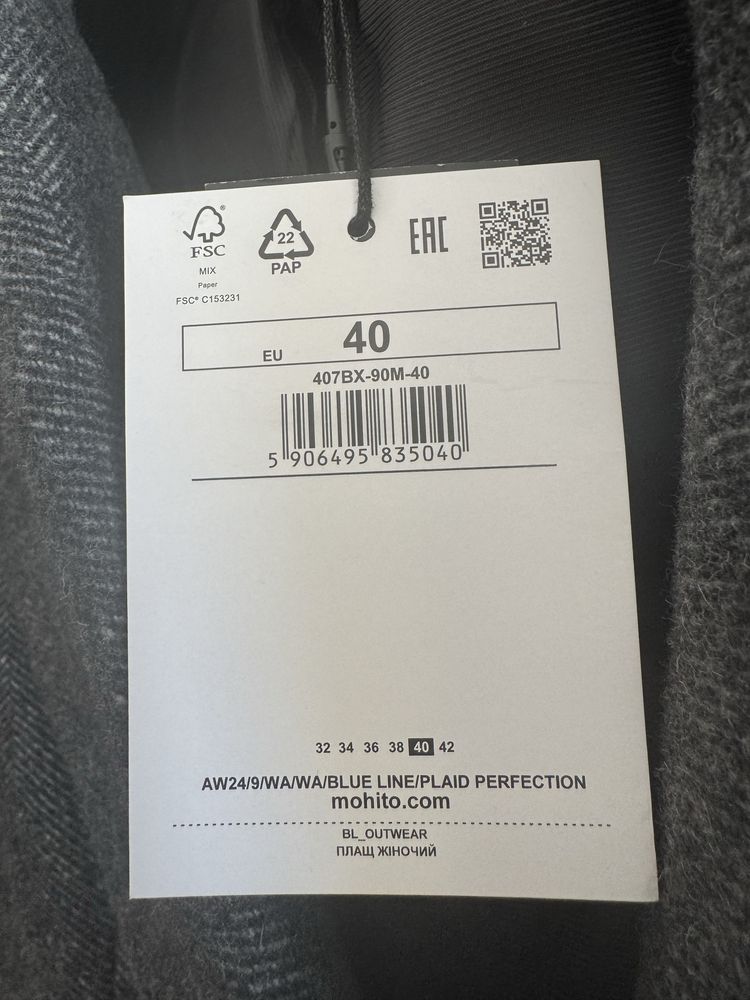 FSC®
MIX
Paper
FSC® C153231
22
PAP
EAC
EU 40
407BX-90M-40
5 906495 835040
32 34 36 38 40 42
AW24/9/WA/WA/BLUE LINE/PLAID PERFECTION
mohito.com
BL_OUTWEAR
ПЛАЩ ЖІНОЧИЙ